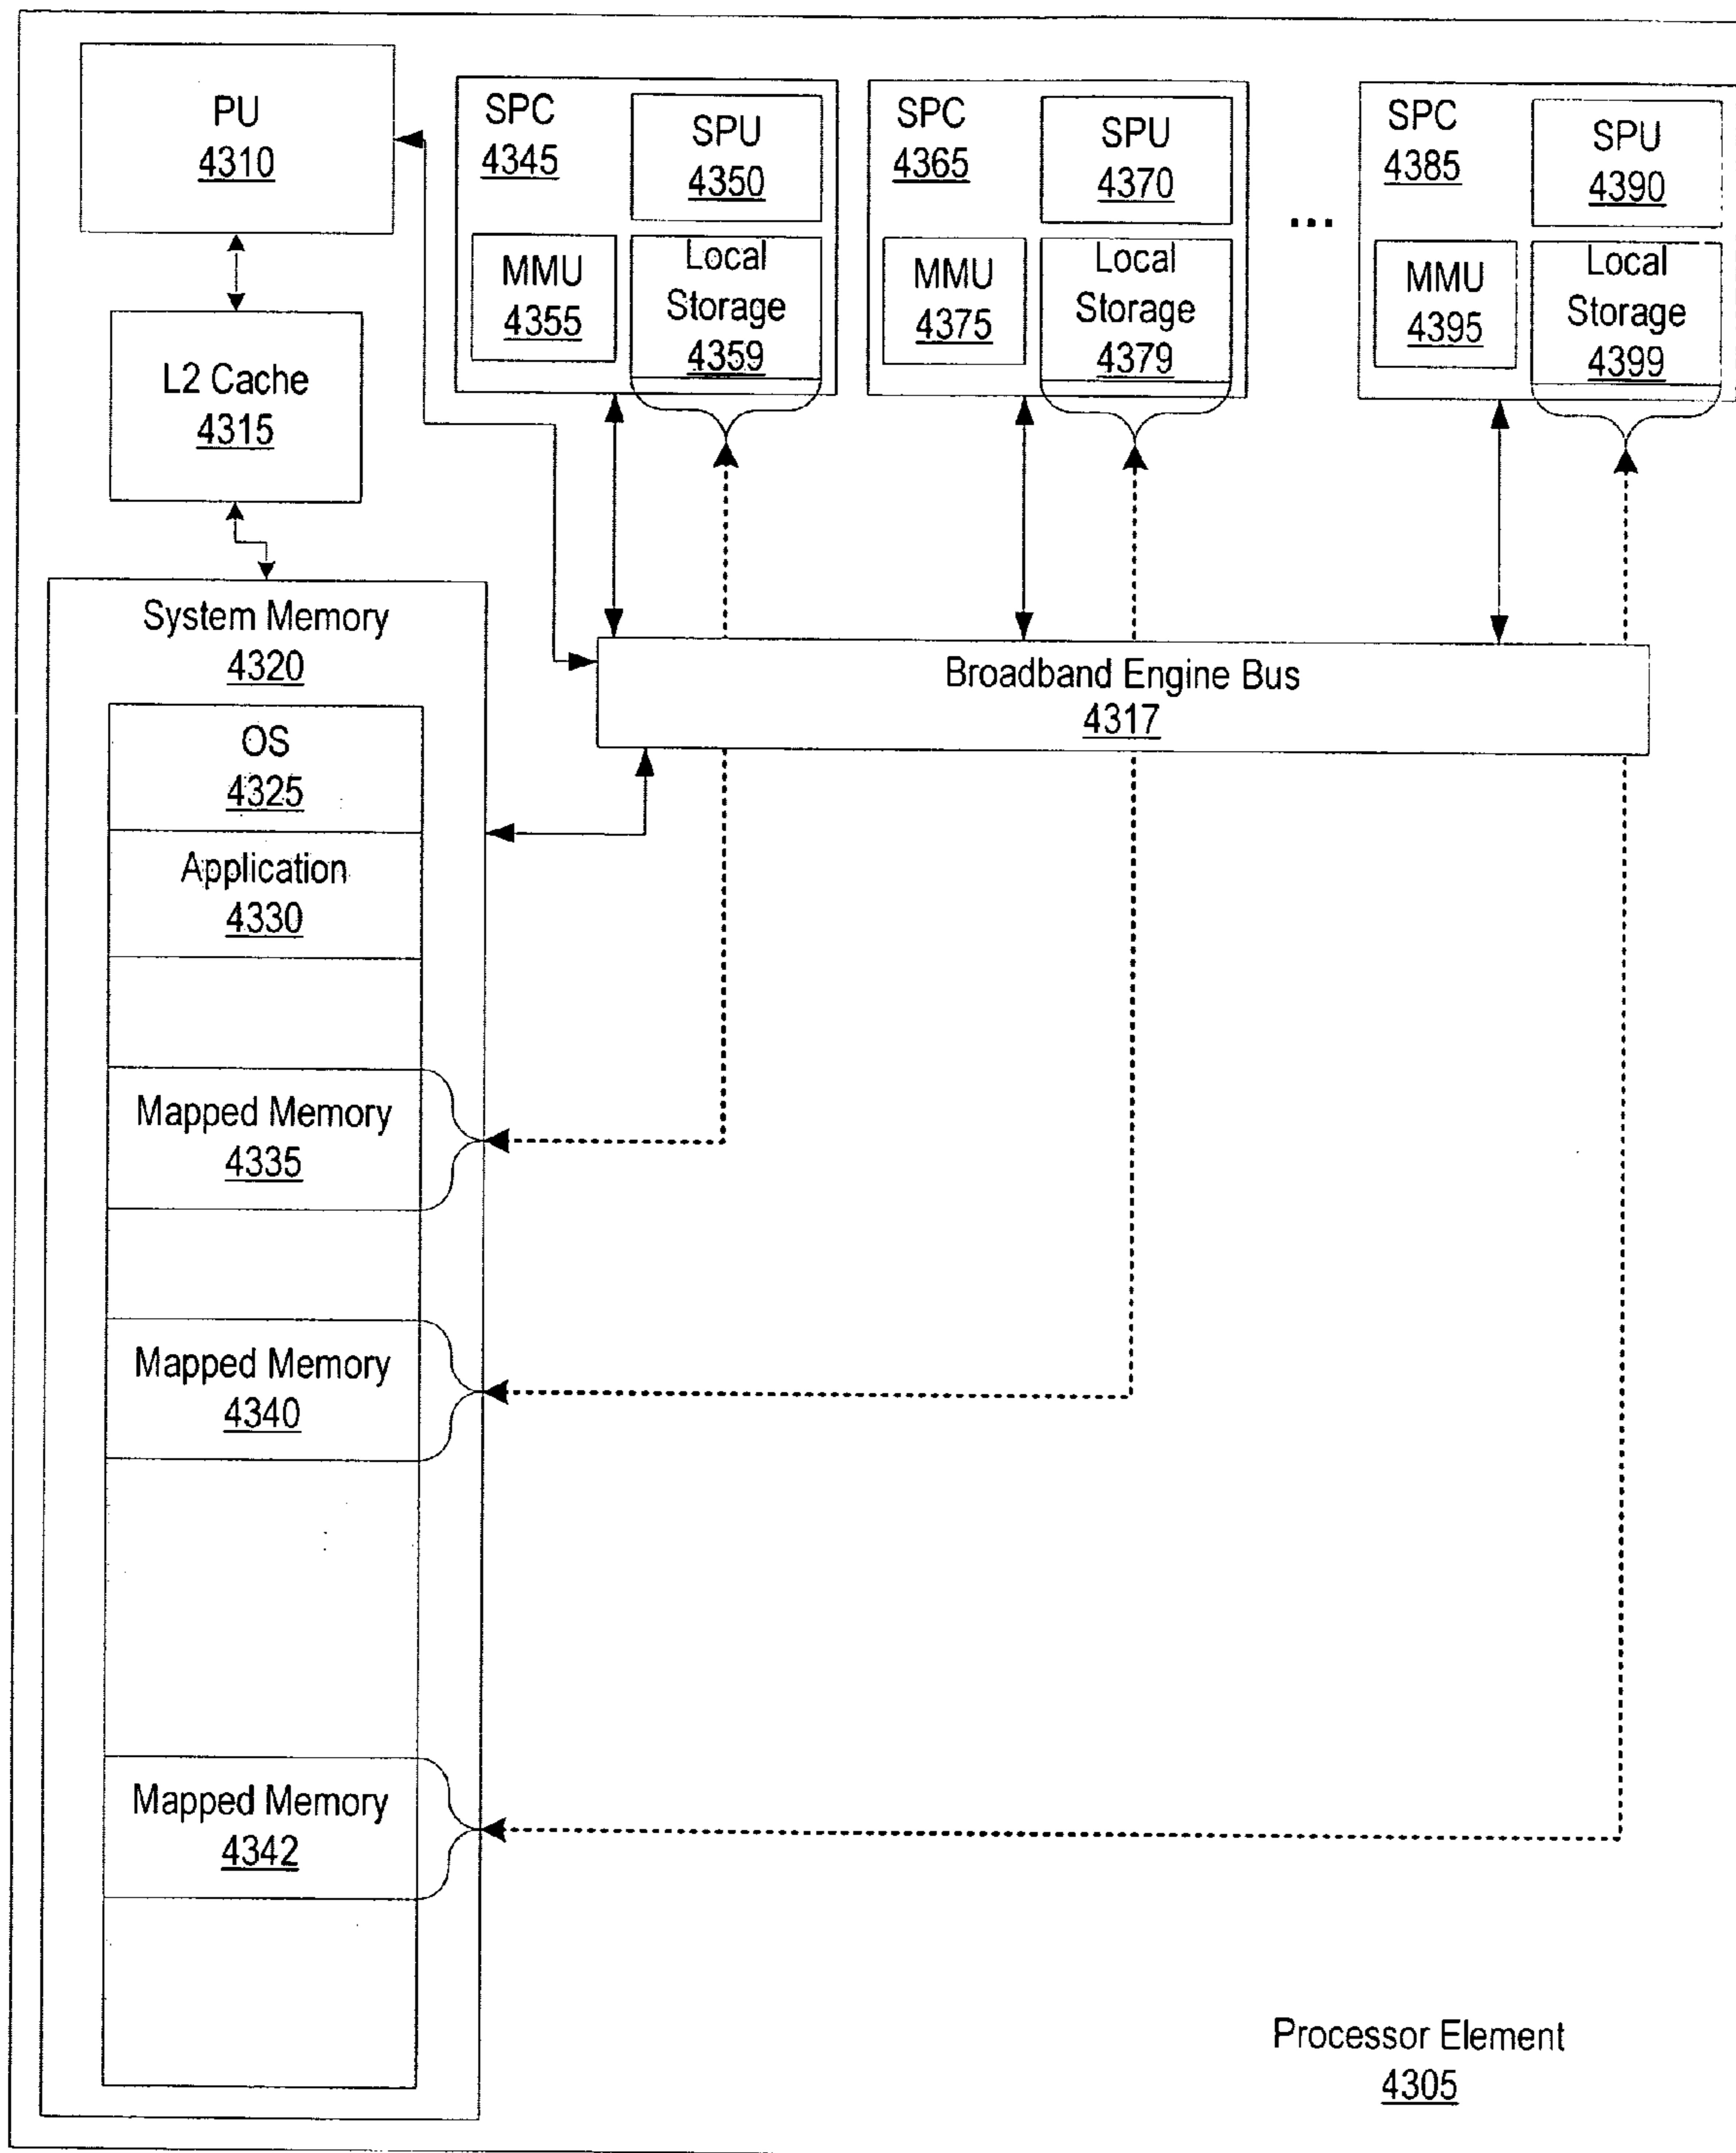 PU
4310
L2 Cache
4315
System Memory
4320
OS
4325
Application
4330
Mapped Memory
4335
Mapped Memory
4340
Mapped Memory
4342
SPC
4345
SPU
4350
MMU
4355
Local
Storage
4359
SPC
4365
SPU
4370
MMU
4375
Local
Storage
4379
...
SPC
4385
SPU
4390
MMU
4395
Local
Storage
4399
Broadband Engine Bus
4317
Processor Element
4305